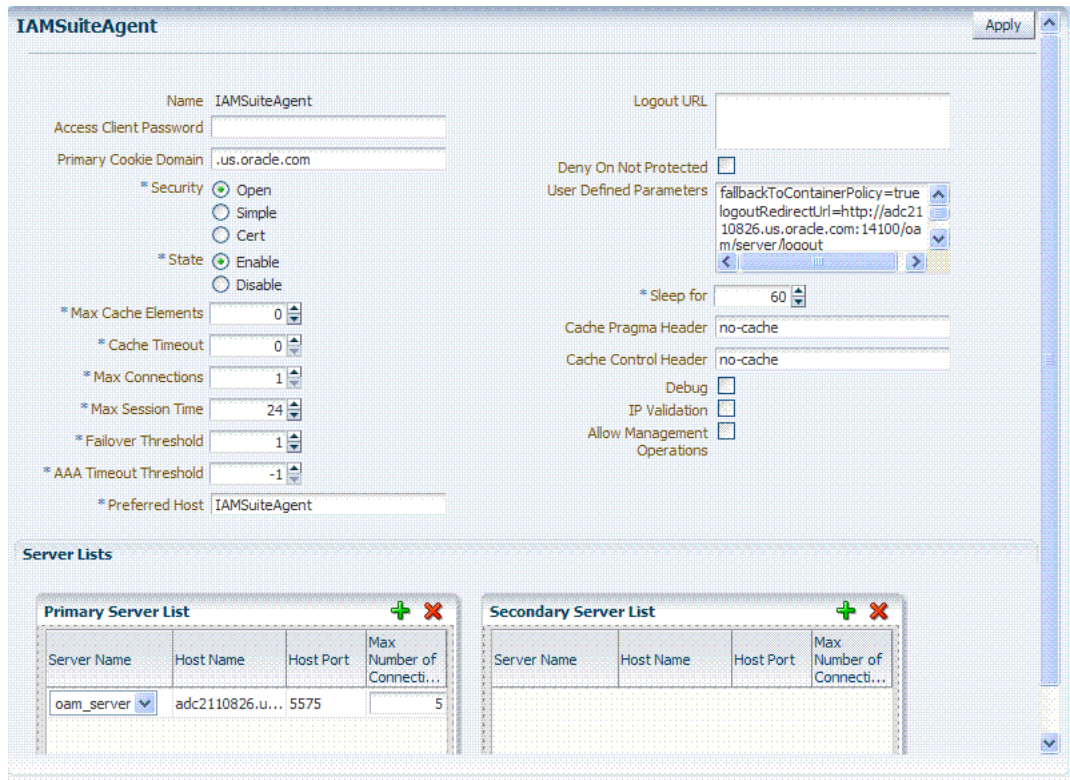 IAMSuiteAgent
Apply
Name IAMSuiteAgent
Access Client Password
Primary Cookie Domain .us.oracle.com
* Security Open
Simple
Cert
* State Enable
Disable
* Max Cache Elements 0
* Cache Timeout 0
* Max Connections 1
* Max Session Time 24
* Failover Threshold 1
* AAA Timeout Threshold -1
* Preferred Host IAMSuiteAgent
Logout URL
Deny On Not Protected
User Defined Parameters fallbackToContainerPolicy=true
logoutRedirectUrl=http://adc21
10826.us.oracle.com:14100/oa
m/server/logout
* Sleep for 60
Cache Pragma Header no-cache
Cache Control Header no-cache
Debug
IP Validation
Allow Management
Operations
Server Lists
Primary Server List
Server Name Host Name Host Port Max
Number of
Connecti...
oam_server adc2110826.u... 5575 5
Secondary Server List
Server Name Host Name Host Port Max
Number of
Connecti...